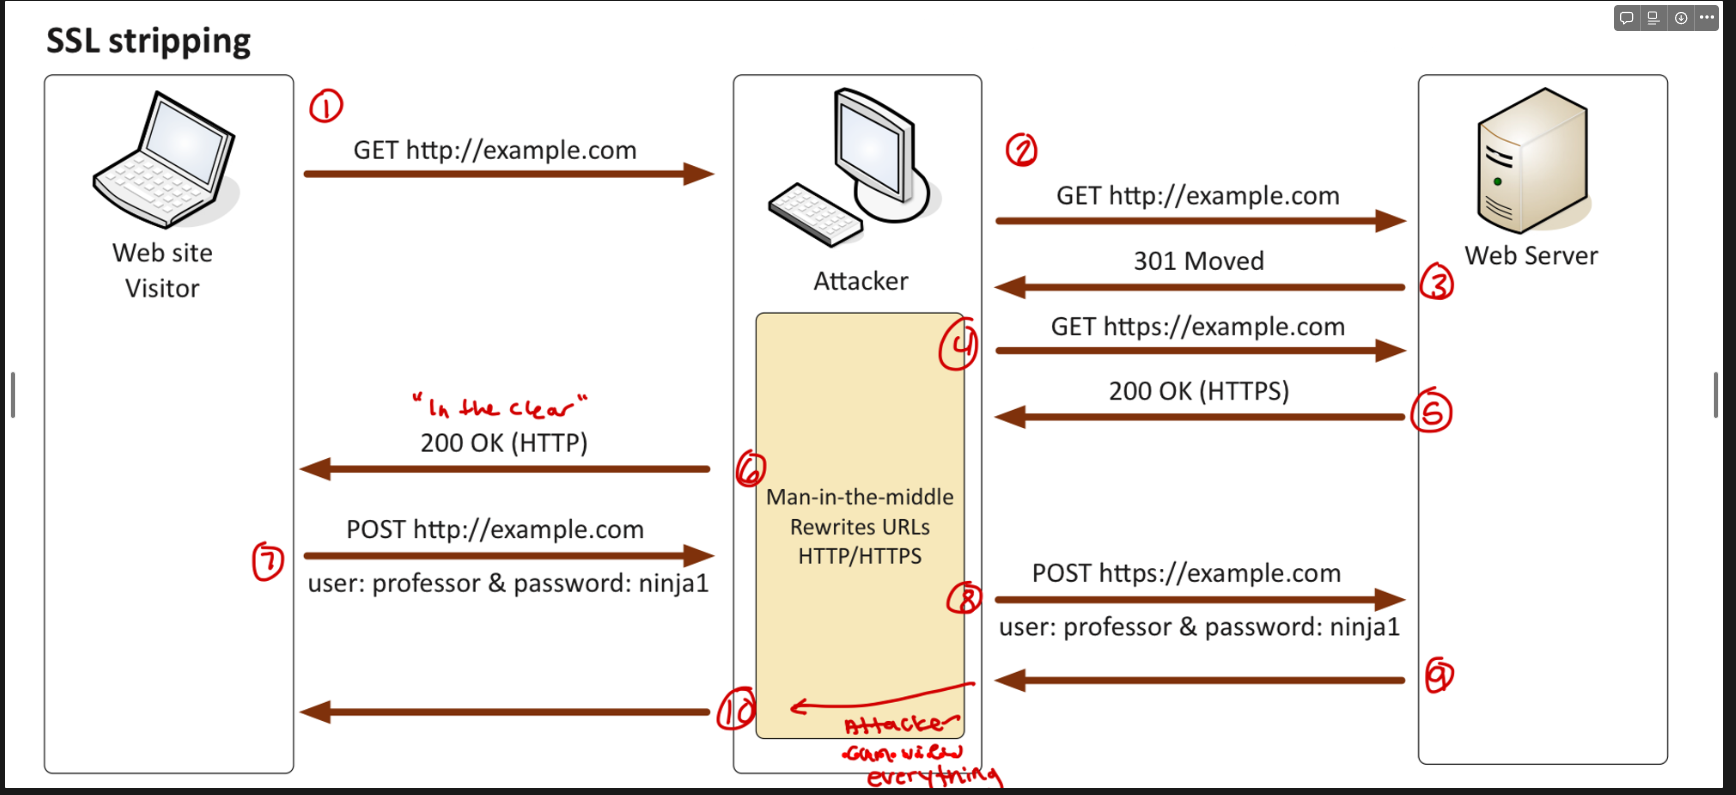 SSL stripping
1
GET http://example.com
2
GET http://example.com
Web site
Visitor
Attacker
Web Server
301 Moved
3
4
GET https://example.com
200 OK (HTTPS)
5
"In the clear"
200 OK (HTTP)
6
Man-in-the-middle
Rewrites URLs
HTTP/HTTPS
7
POST http://example.com
user: professor & password: ninja1
8
POST https://example.com
user: professor & password: ninja1
9
10
Attacker
can view
everything